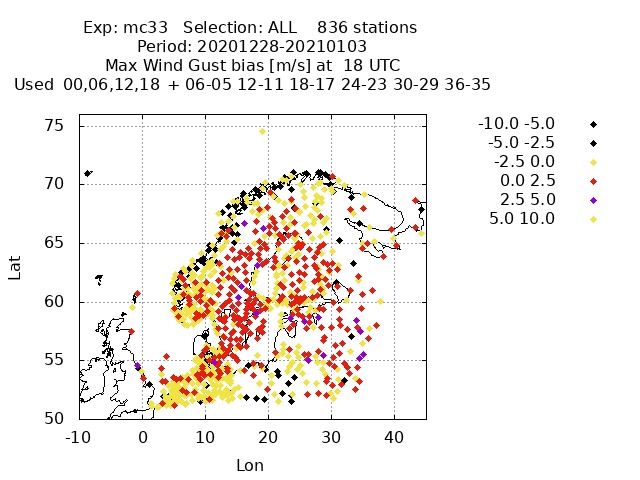 Exp: mc33   Selection: ALL    836 stations
Period: 20201228-20210103
Max Wind Gust bias [m/s] at  18 UTC
Used  00,06,12,18  + 06-05 12-11 18-17 24-23 30-29 36-35
-10.0 -5.0
-5.0 -2.5
-2.5 0.0
0.0 2.5
2.5 5.0
5.0 10.0
75
70
65
60
55
50
Lat
-10 0 10 20 30 40
Lon